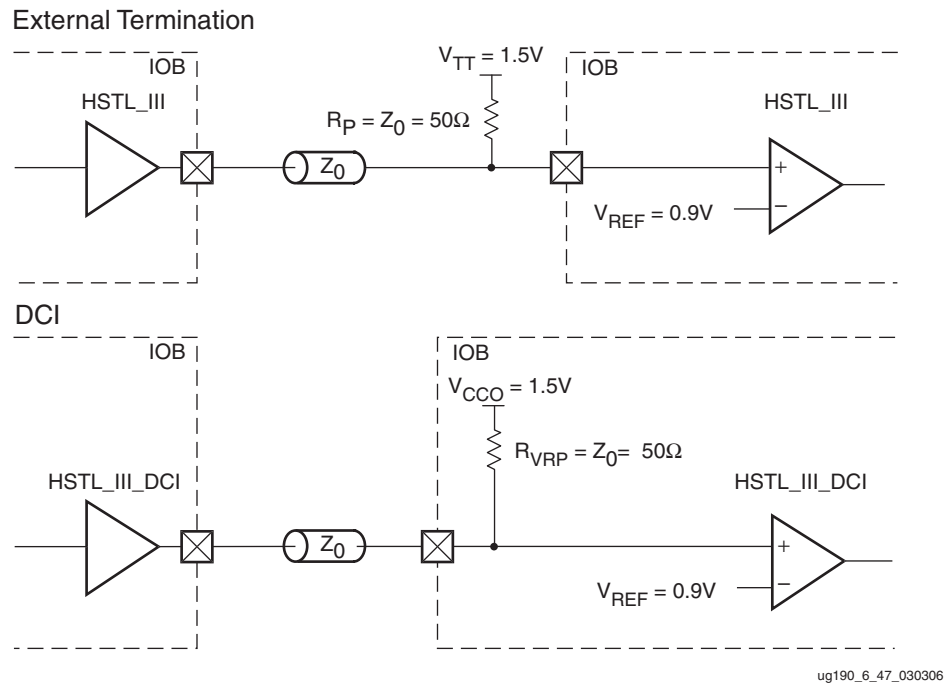 External Termination
IOB
V_TT = 1.5V
IOB
HSTL_III
HSTL_III
R_P = Z_0 = 50Ω
Z_0
+
V_REF = 0.9V
−
DCI
IOB
IOB
V_CCO = 1.5V
R_VRP = Z_0= 50Ω
HSTL_III_DCI
HSTL_III_DCI
Z_0
+
V_REF = 0.9V
−
ug190_6_47_030306